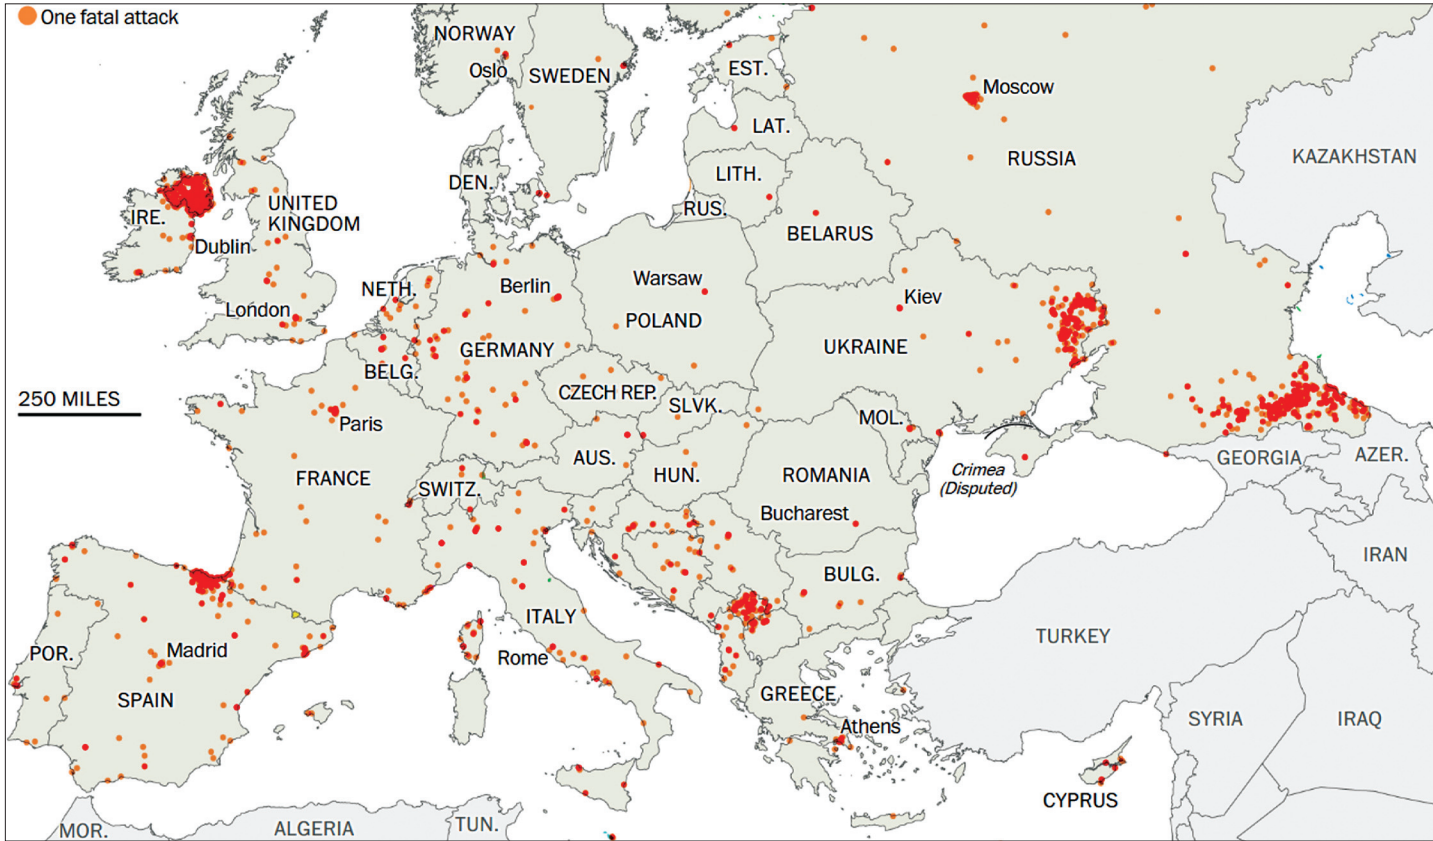 One fatal attack
NORWAY
Oslo
SWEDEN
EST.
Moscow
LAT.
RUSSIA
KAZAKHSTAN
LITH.
DEN.
UNITED
KINGDOM
IRE.
RUS.
BELARUS
Dublin
NETH.
Berlin
Warsaw
Kiev
London
POLAND
UKRAINE
GERMANY
BELG.
250 MILES
CZECH REP.
SLVK.
MOL.
Paris
AUS.
GEORGIA
AZER.
FRANCE
SWITZ.
HUN.
ROMANIA
Crimea
(Disputed)
Bucharest
IRAN
BULG.
ITALY
TURKEY
Madrid
POR.
Rome
SPAIN
GREECE
Athens
SYRIA
IRAQ
CYPRUS
MOR.
ALGERIA
TUN.